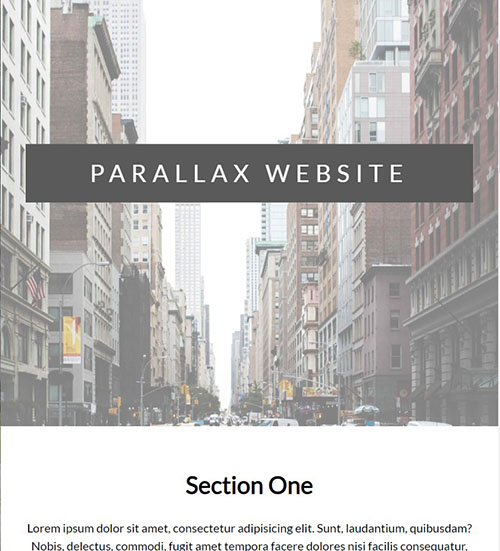 PARALLAX WEBSITE
Section One
Lorem ipsum dolor sit amet, consectetur adipisicing elit. Sunt, laudantium, quibusdam?
Nobis, delectus, commodi, fugit amet tempora facere dolores nisi facilis consequatur,